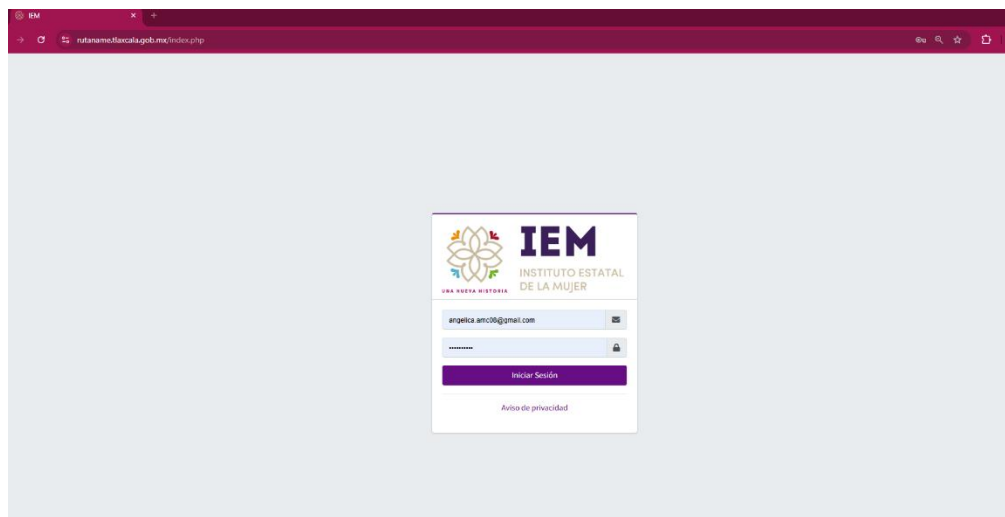 IEM
rutaname.tlaxcala.gob.mx/index.php
IEM
INSTITUTO ESTATAL
DE LA MUJER
UNA NUEVA HISTORIA
angelica.amc08@gmail.com
••••••••••
Iniciar Sesión
Aviso de privacidad